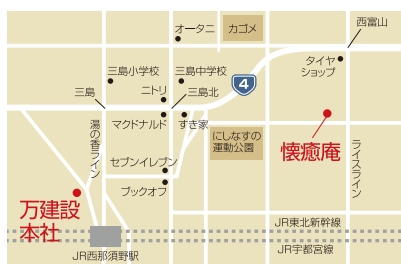 オータニ
カゴメ
西富山
タイヤ
ショップ
三島小学校
三島中学校
ニトリ
三島
三島北
4
マクドナルド
すき家
湯の香ライン
にしなすの
運動公園
懐癒庵
ライスライン
セブンイレブン
ブックオフ
万建設
本社
JR東北新幹線
JR宇都宮線
JR西那須野駅